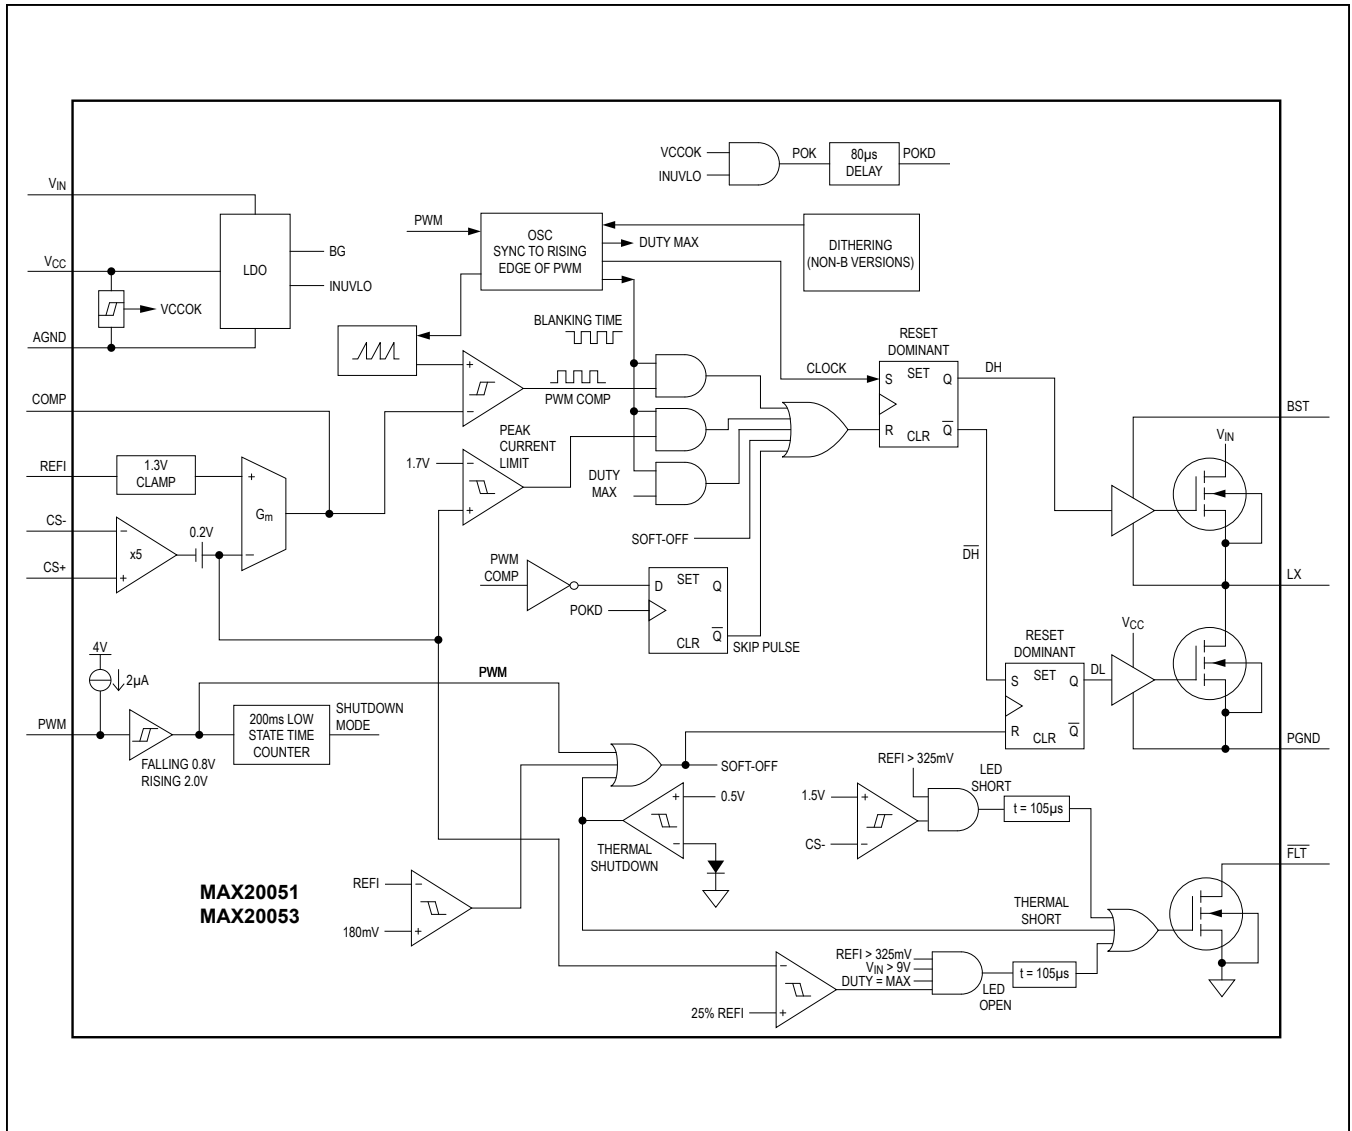 VCCOK
INUVLO
POK
80µs
DELAY
POKD
VIN
VCC
AGND
LDO
BG
INUVLO
VCCOK
PWM
OSC
SYNC TO RISING
EDGE OF PWM
DUTY MAX
DITHERING
(NON-B VERSIONS)
BLANKING TIME
COMP
REFI
1.3V
CLAMP
CS-
CS+
x5
0.2V
+
−
Gm
+
−
−
+
PWM COMP
1.7V
PEAK
CURRENT
LIMIT
−
+
DUTY
MAX
SOFT-OFF
CLOCK
RESET
DOMINANT
S
SET
Q
R
CLR
Q
DH
DH
BST
VIN
LX
PWM
COMP
POKD
D
SET
Q
CLR
Q
SKIP PULSE
RESET
DOMINANT
S
SET
Q
R
CLR
Q
DL
VCC
PGND
4V
2µA
PWM
FALLING 0.8V
RISING 2.0V
200ms LOW
STATE TIME
COUNTER
SHUTDOWN
MODE
PWM
SOFT-OFF
0.5V
+
−
THERMAL
SHUTDOWN
REFI
180mV
−
+
REFI > 325mV
1.5V
CS-
+
−
LED
SHORT
t = 105µs
FLT
THERMAL
SHORT
REFI > 325mV
VIN > 9V
DUTY = MAX
25% REFI
−
+
LED
OPEN
t = 105µs
MAX20051
MAX20053